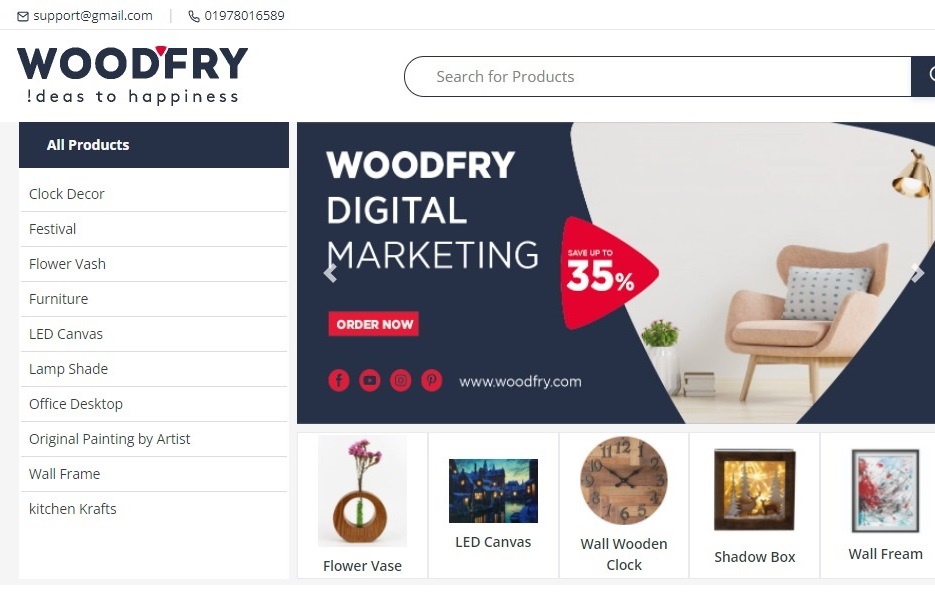 support@gmail.com
01978016589
WOODFRY
!deas to happiness
Search for Products
All Products
Clock Decor
Festival
Flower Vash
Furniture
LED Canvas
Lamp Shade
Office Desktop
Original Painting by Artist
Wall Frame
kitchen Krafts
WOODFRY
DIGITAL
MARKETING
SAVE UP TO
35%
ORDER NOW
www.woodfry.com
Flower Vase
LED Canvas
Wall Wooden
Clock
Shadow Box
Wall Fream